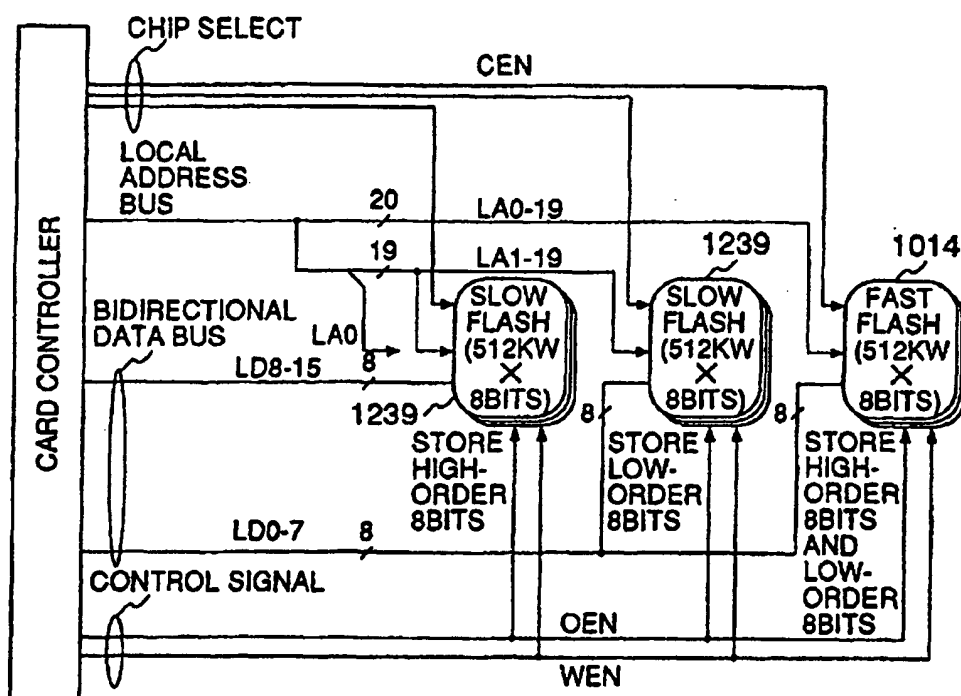 CHIP SELECT
CEN
LOCAL
ADDRESS
BUS
20
LA0-19
19
LA1-19
1239
1014
CARD CONTROLLER
BIDIRECTIONAL
DATA BUS
LA0
SLOW
FLASH
(512KW
×
8BITS)
SLOW
FLASH
(512KW
×
8BITS)
FAST
FLASH
(512KW
×
8BITS)
LD8-15
8
1239
8
8
STORE
HIGH-
ORDER
8BITS
STORE
LOW-
ORDER
8BITS
STORE
HIGH-
ORDER
8BITS
AND
LOW-
ORDER
8BITS
LD0-7
8
CONTROL SIGNAL
OEN
WEN